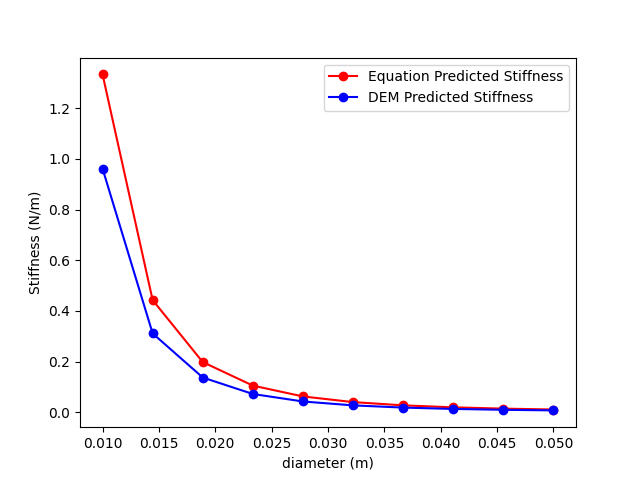 Equation Predicted Stiffness
DEM Predicted Stiffness
Stiffness (N/m)
1.2
1.0
0.8
0.6
0.4
0.2
0.0
0.010 0.015 0.020 0.025 0.030 0.035 0.040 0.045 0.050
diameter (m)